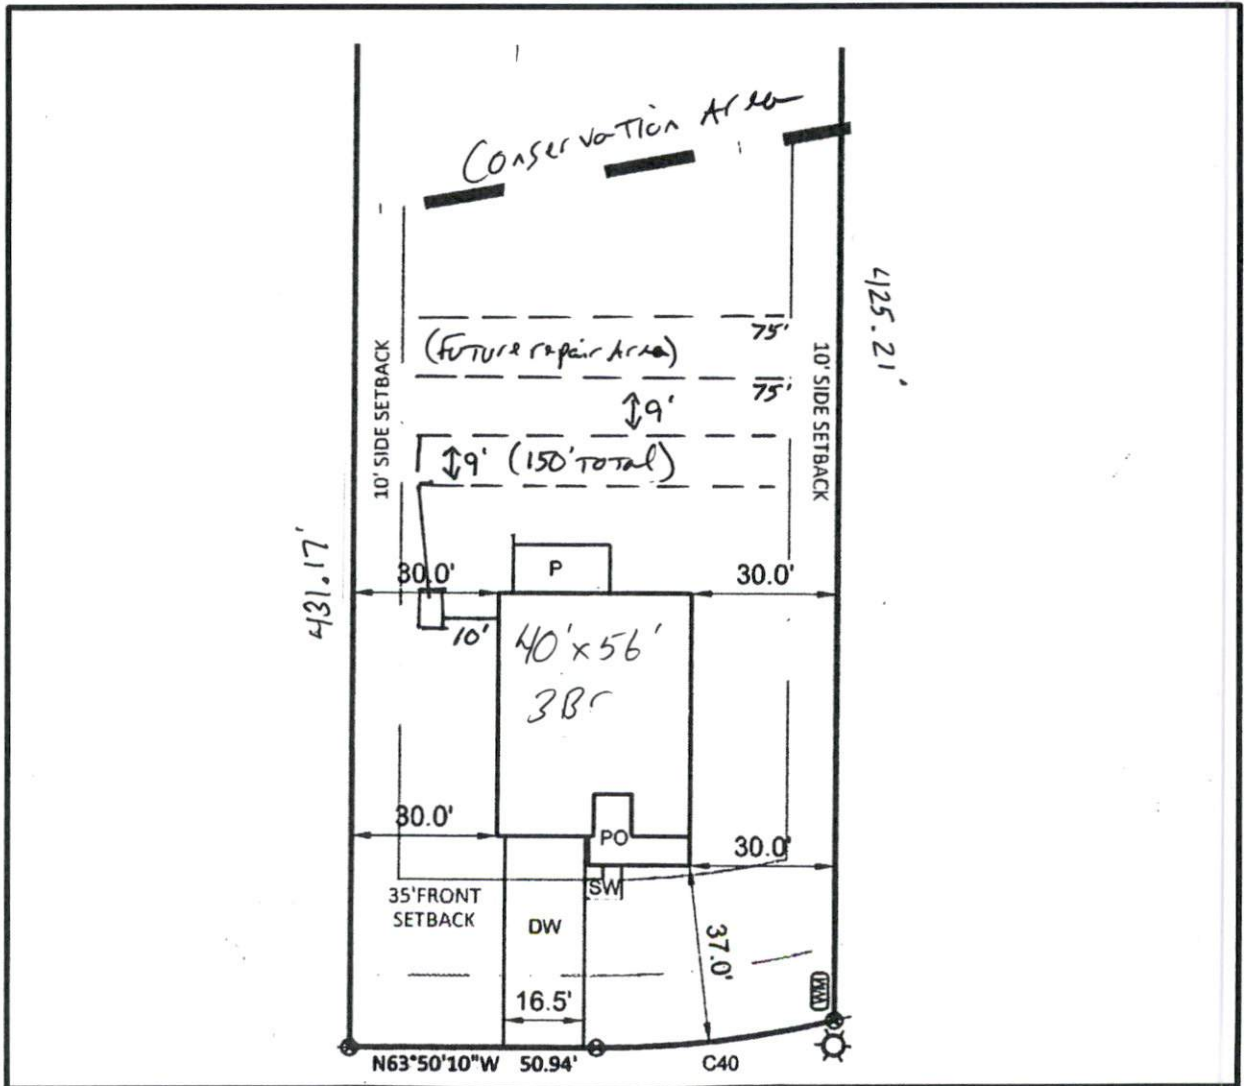 Conservation Area
425.21'
75'
(Future repair Area)
75'
10' SIDE SETBACK
10' SIDE SETBACK
9'
9' (150' Total)
431.17'
30.0'
P
30.0'
10'
40' x 56'
3Br
30.0'
PO
30.0'
35'FRONT
SETBACK
SW
DW
37.0'
16.5'
WM
N63°50'10"W 50.94'
C40